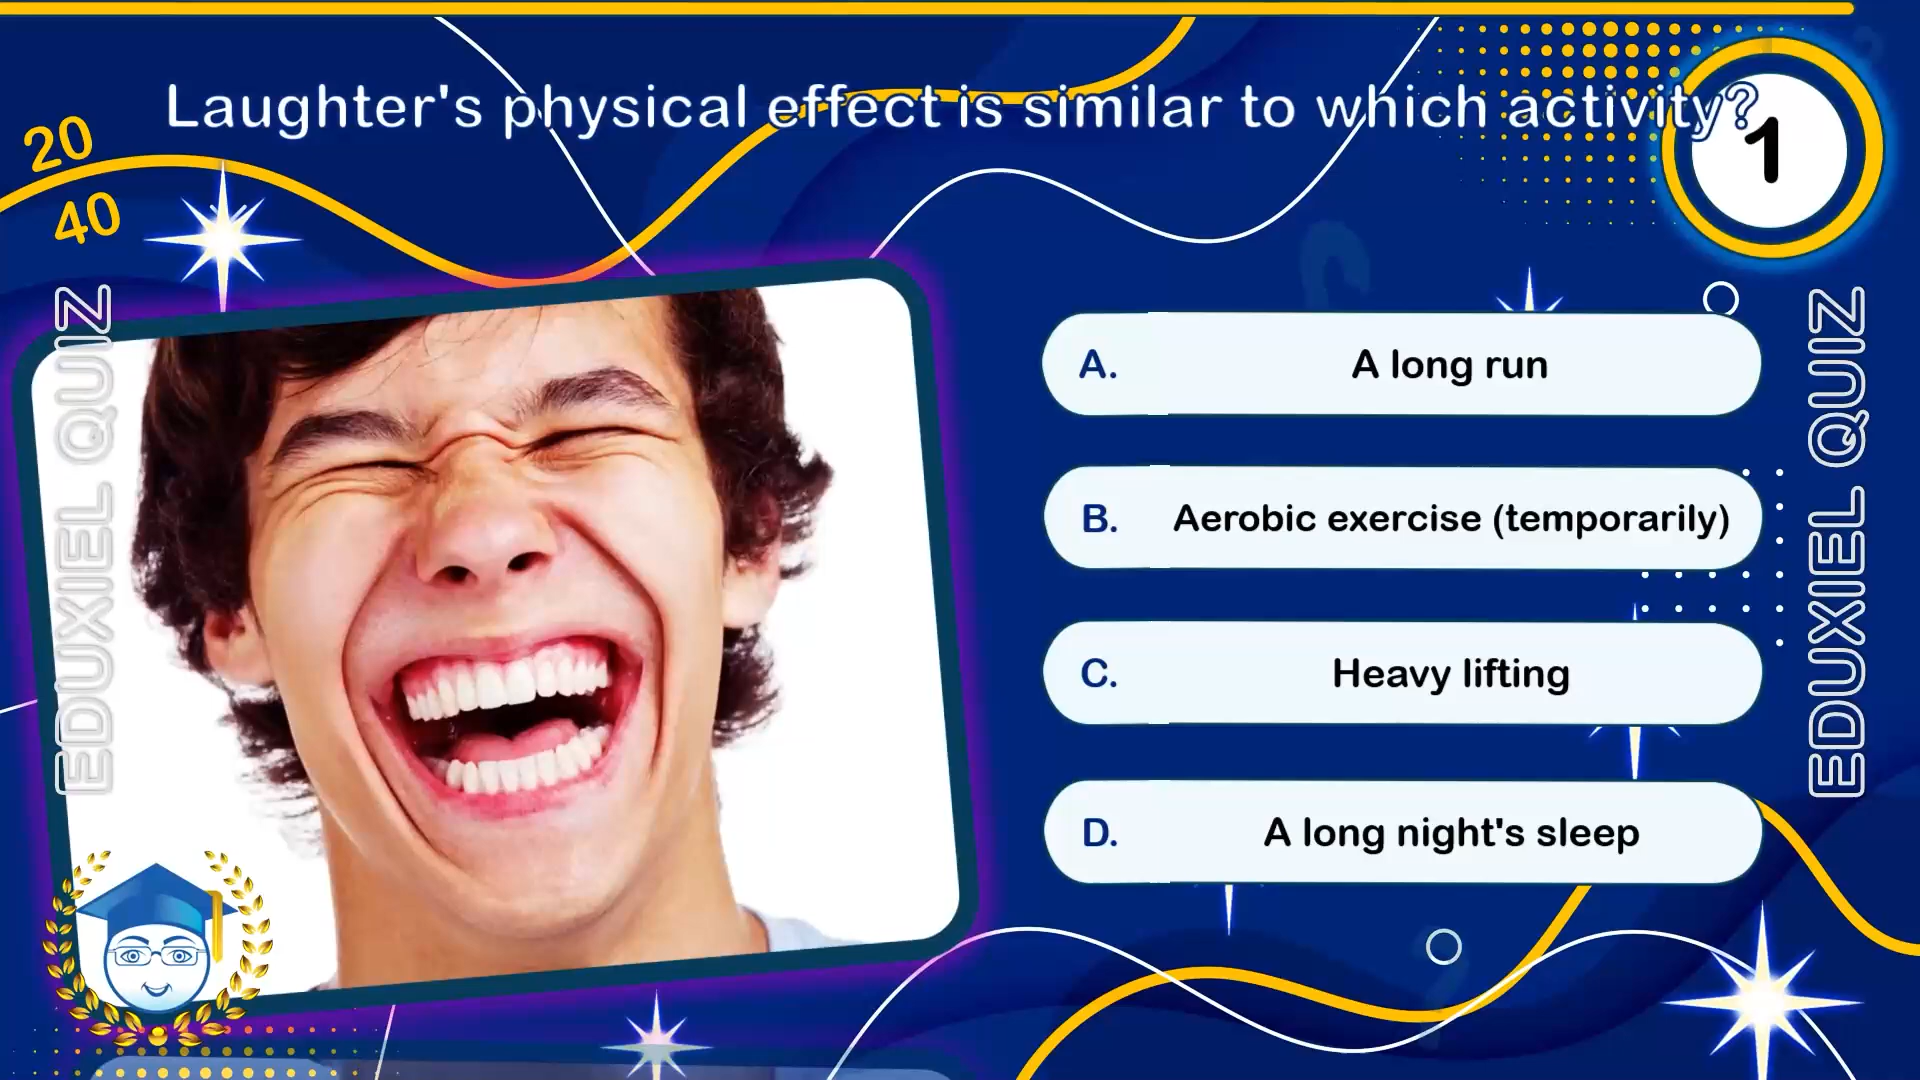 Laughter's physical effect is similar to which activity?
1
20
40
EDUXIEL QUIZ
A. A long run
B. Aerobic exercise (temporarily)
C. Heavy lifting
D. A long night's sleep
EDUXIEL QUIZ